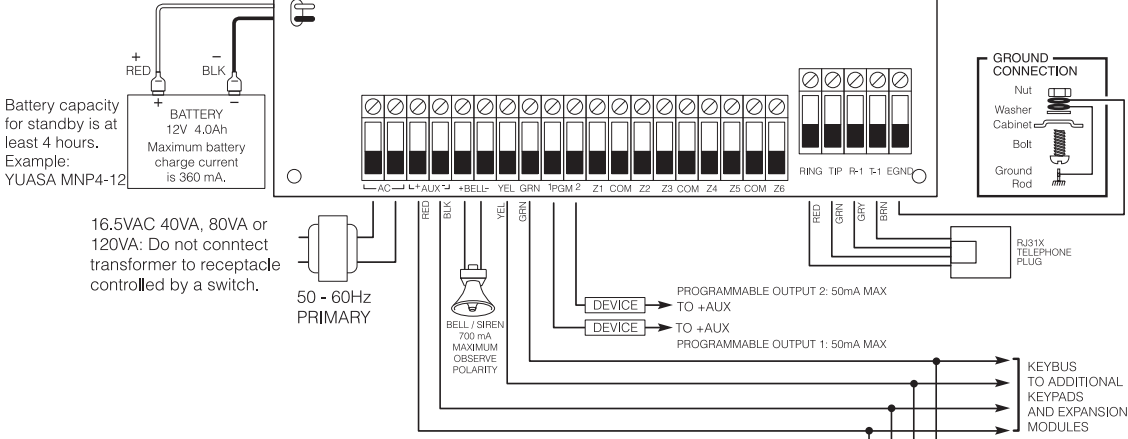 +
RED
–
BLK
Battery capacity
for standby is at
least 4 hours.
Example:
YUASA MNP4-12
+ –
BATTERY
12V 4.0Ah
Maximum battery
charge current
is 360 mA.
GROUND
CONNECTION
Nut
Washer
Cabinet
Bolt
Ground
Rod
RING TIP R-1 T-1 EGND
AC + AUX - +BELL- YEL GRN 1PGM 2 Z1 COM Z2 Z3 COM Z4 Z5 COM Z6
RED
BLK
YEL
GRN
RED
GRN
GRY
BRN
16.5VAC 40VA, 80VA or
120VA: Do not conntect
transformer to receptacle
controlled by a switch.
50 - 60Hz
PRIMARY
BELL / SIREN
700 mA
MAXIMUM
OBSERVE
POLARITY
RJ31X
TELEPHONE
PLUG
PROGRAMMABLE OUTPUT 2: 50mA MAX
DEVICE TO +AUX
DEVICE TO +AUX
PROGRAMMABLE OUTPUT 1: 50mA MAX
KEYBUS
TO ADDITIONAL
KEYPADS
AND EXPANSION
MODULES